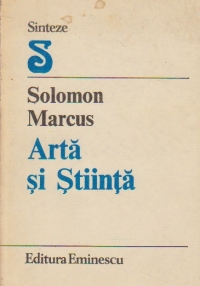 Sinteze
S
Solomon
Marcus
Artă
și Știință
Editura Eminescu